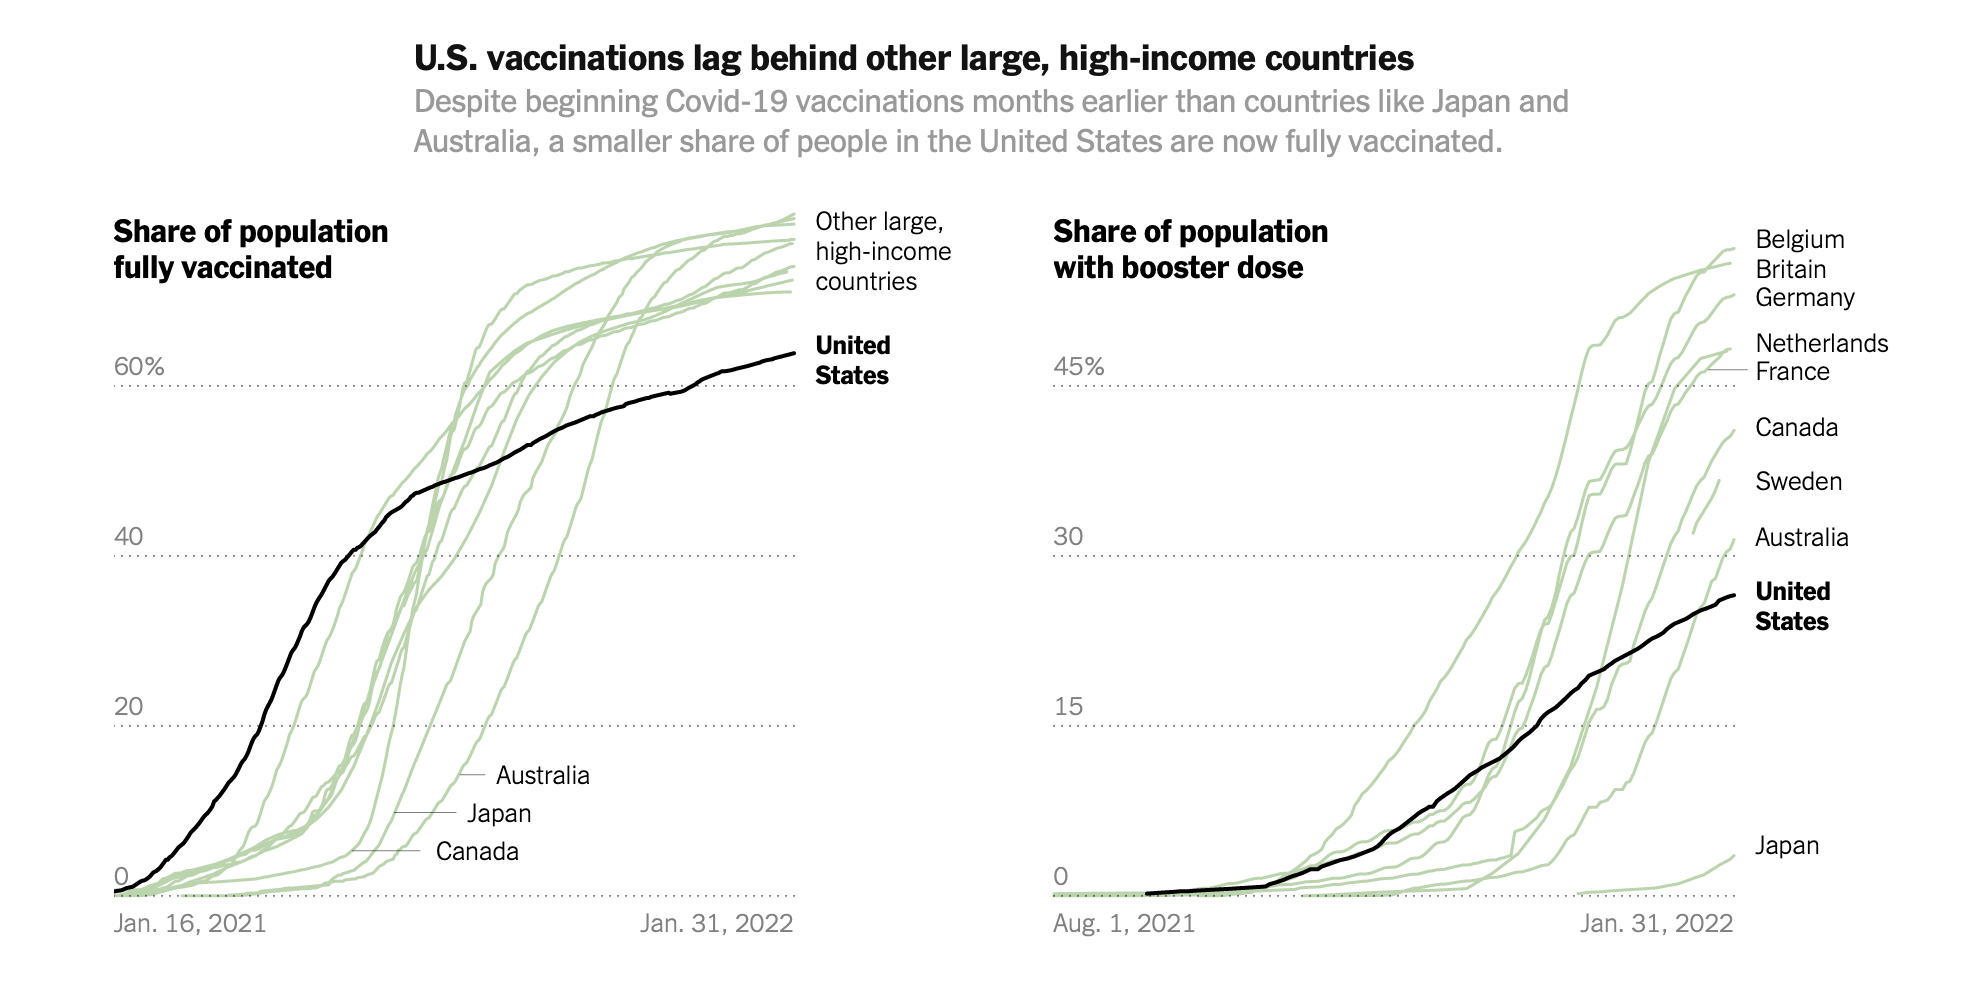 U.S. vaccinations lag behind other large, high-income countries
Despite beginning Covid-19 vaccinations months earlier than countries like Japan and
Australia, a smaller share of people in the United States are now fully vaccinated.
Share of population
fully vaccinated
60%
40
20
0
Jan. 16, 2021
Jan. 31, 2022
Other large,
high-income
countries
United
States
Australia
Japan
Canada
Share of population
with booster dose
45%
30
15
0
Aug. 1, 2021
Jan. 31, 2022
Belgium
Britain
Germany
Netherlands
France
Canada
Sweden
Australia
United
States
Japan